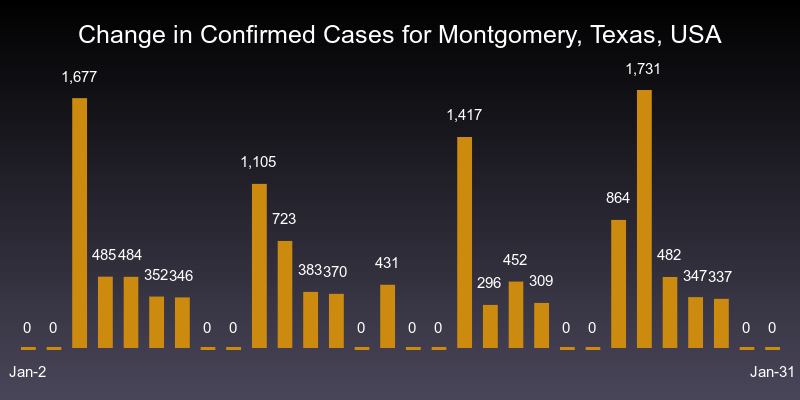 Change in Confirmed Cases for Montgomery, Texas, USA
0 0 1,677 485 484 352 346 0 0 1,105 723 383 370 0 431 0 0 1,417 296 452 309 0 0 864 1,731 482 347 337 0 0
Jan-2 Jan-31